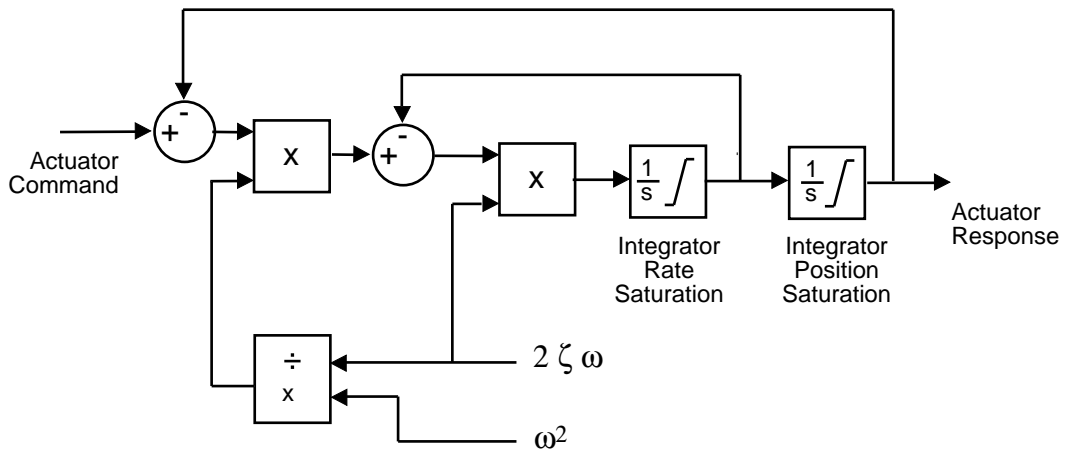 -
+
Actuator
Command
x
-
+
x
1
s
1
s
Actuator
Response
Integrator
Rate
Saturation
Integrator
Position
Saturation
÷
x
2 ζ ω
ω²